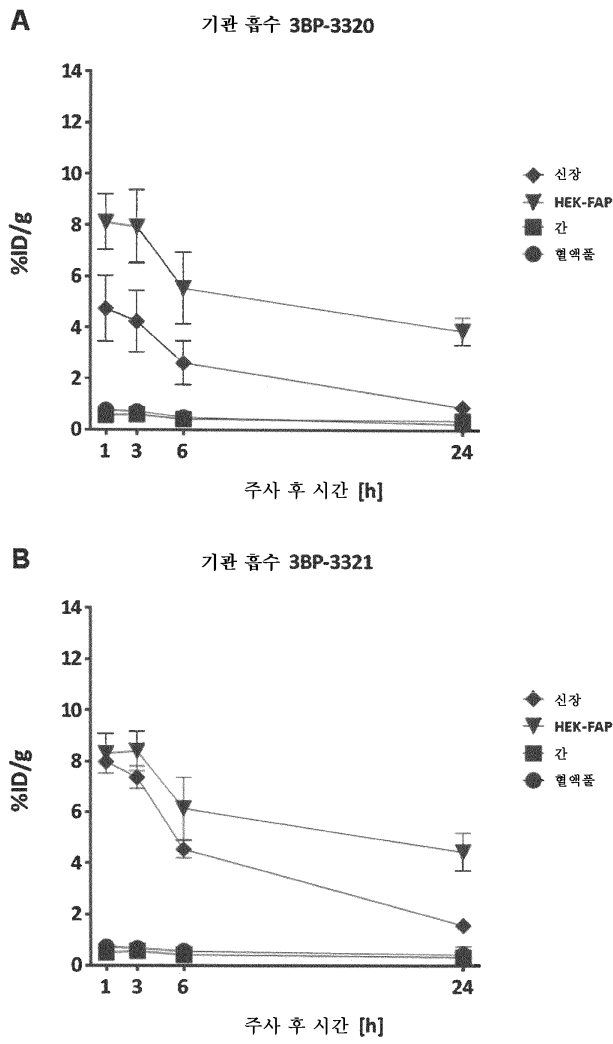 A
기관 흡수 3BP-3320
14
12
10
8
6
4
2
0
%ID/g
신장
HEK-FAP
간
혈액풀
1 3 6 24
주사 후 시간 [h]
B
기관 흡수 3BP-3321
14
12
10
8
6
4
2
0
%ID/g
신장
HEK-FAP
간
혈액풀
1 3 6 24
주사 후 시간 [h]